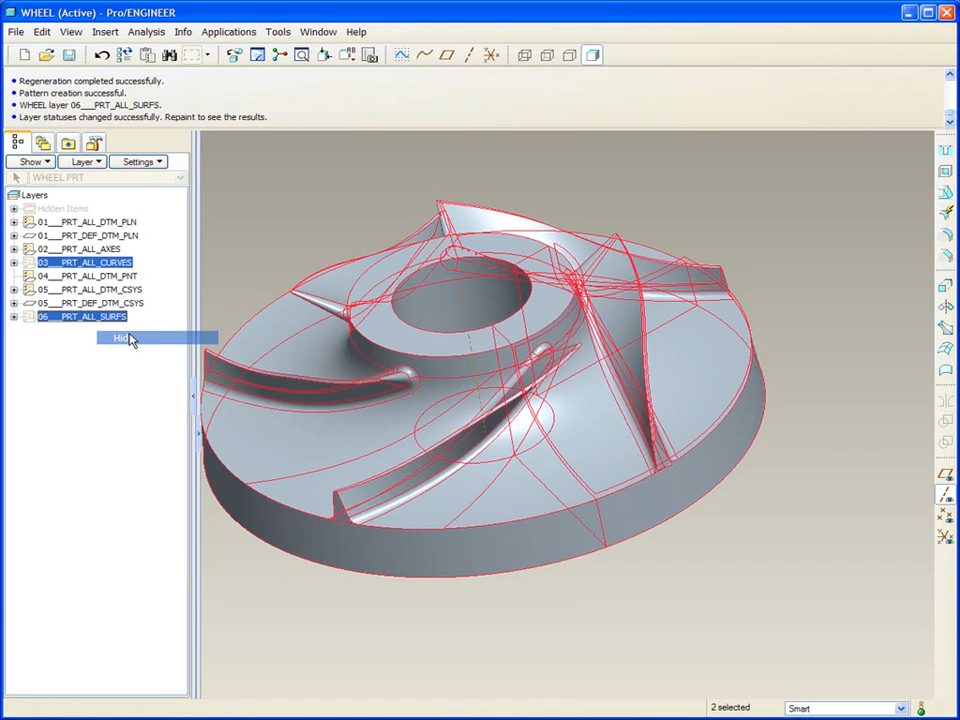 WHEEL (Active) - Pro/ENGINEER
File Edit View Insert Analysis Info Applications Tools Window Help
• Regeneration completed successfully.
• Pattern creation successful.
• WHEEL layer 06___PRT_ALL_SURFS.
• Layer statuses changed successfully. Repaint to see the results.
Show Layer Settings
WHEEL.PRT
Layers
Hidden Items
01___PRT_ALL_DTM_PLN
01___PRT_DEF_DTM_PLN
02___PRT_ALL_AXES
03___PRT_ALL_CURVES
04___PRT_ALL_DTM_PNT
05___PRT_ALL_DTM_CSYS
05___PRT_DEF_DTM_CSYS
06___PRT_ALL_SURFS
2 selected
Smart